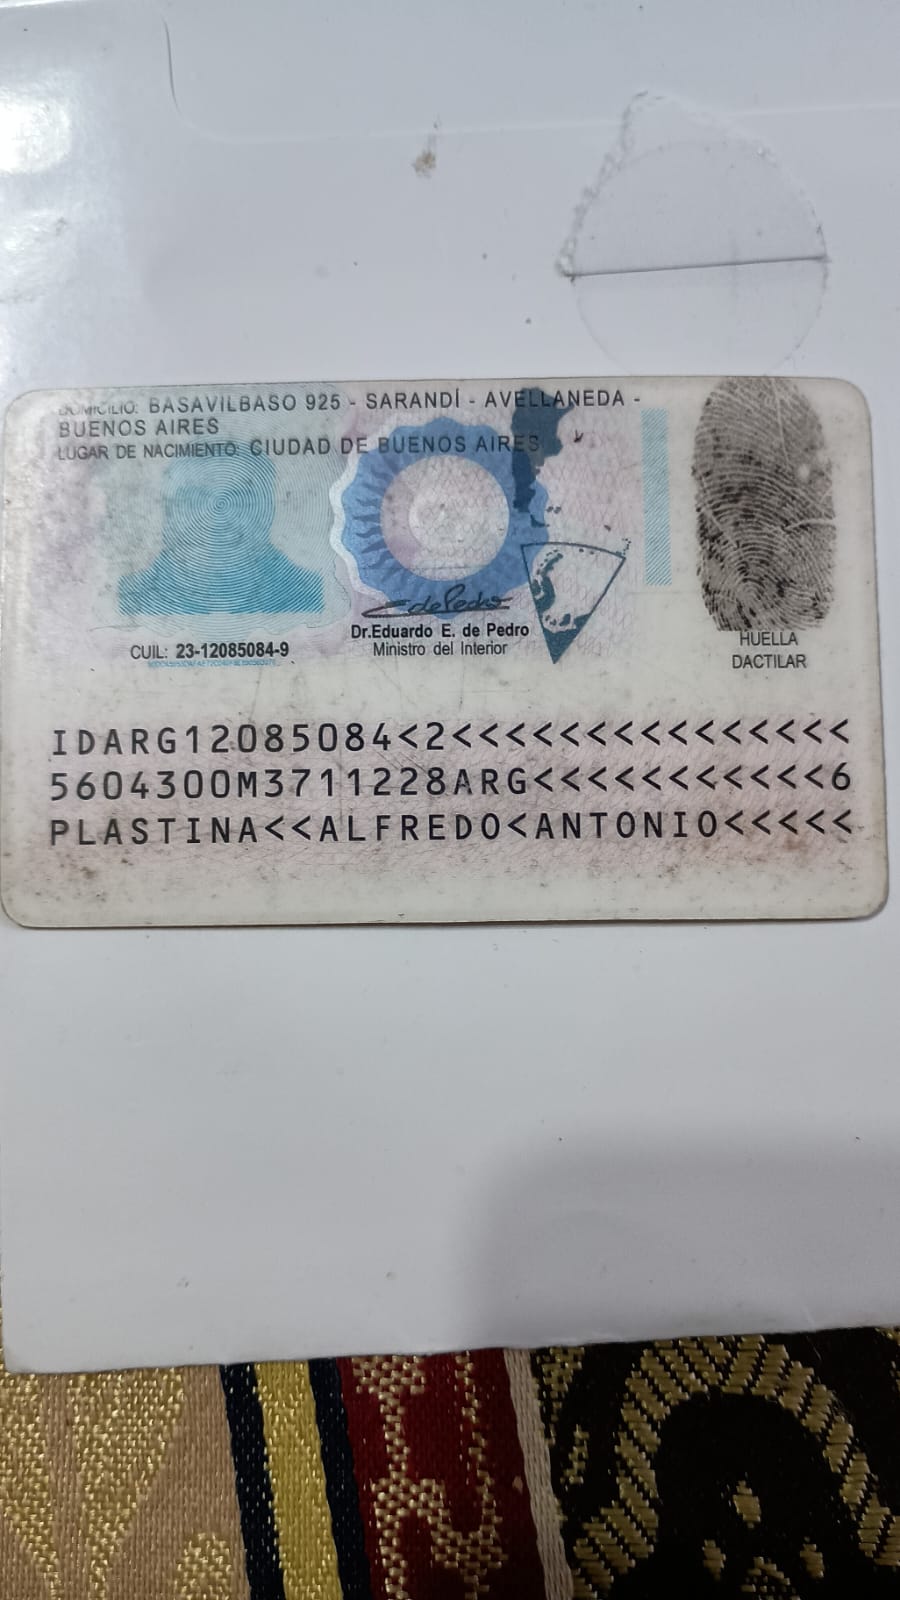 DOMICILIO: BASAVILBASO 925 - SARANDÍ - AVELLANEDA -
BUENOS AIRES
LUGAR DE NACIMIENTO: CIUDAD DE BUENOS AIRES
CUIL: 23-12085084-9
Dr.Eduardo E. de Pedro
Ministro del Interior
HUELLA
DACTILAR
IDARG12085084<2<<<<<<<<<<<<<<<
5604300M3711228ARG<<<<<<<<<<<6
PLASTINA<<ALFREDO<ANTONIO<<<<<